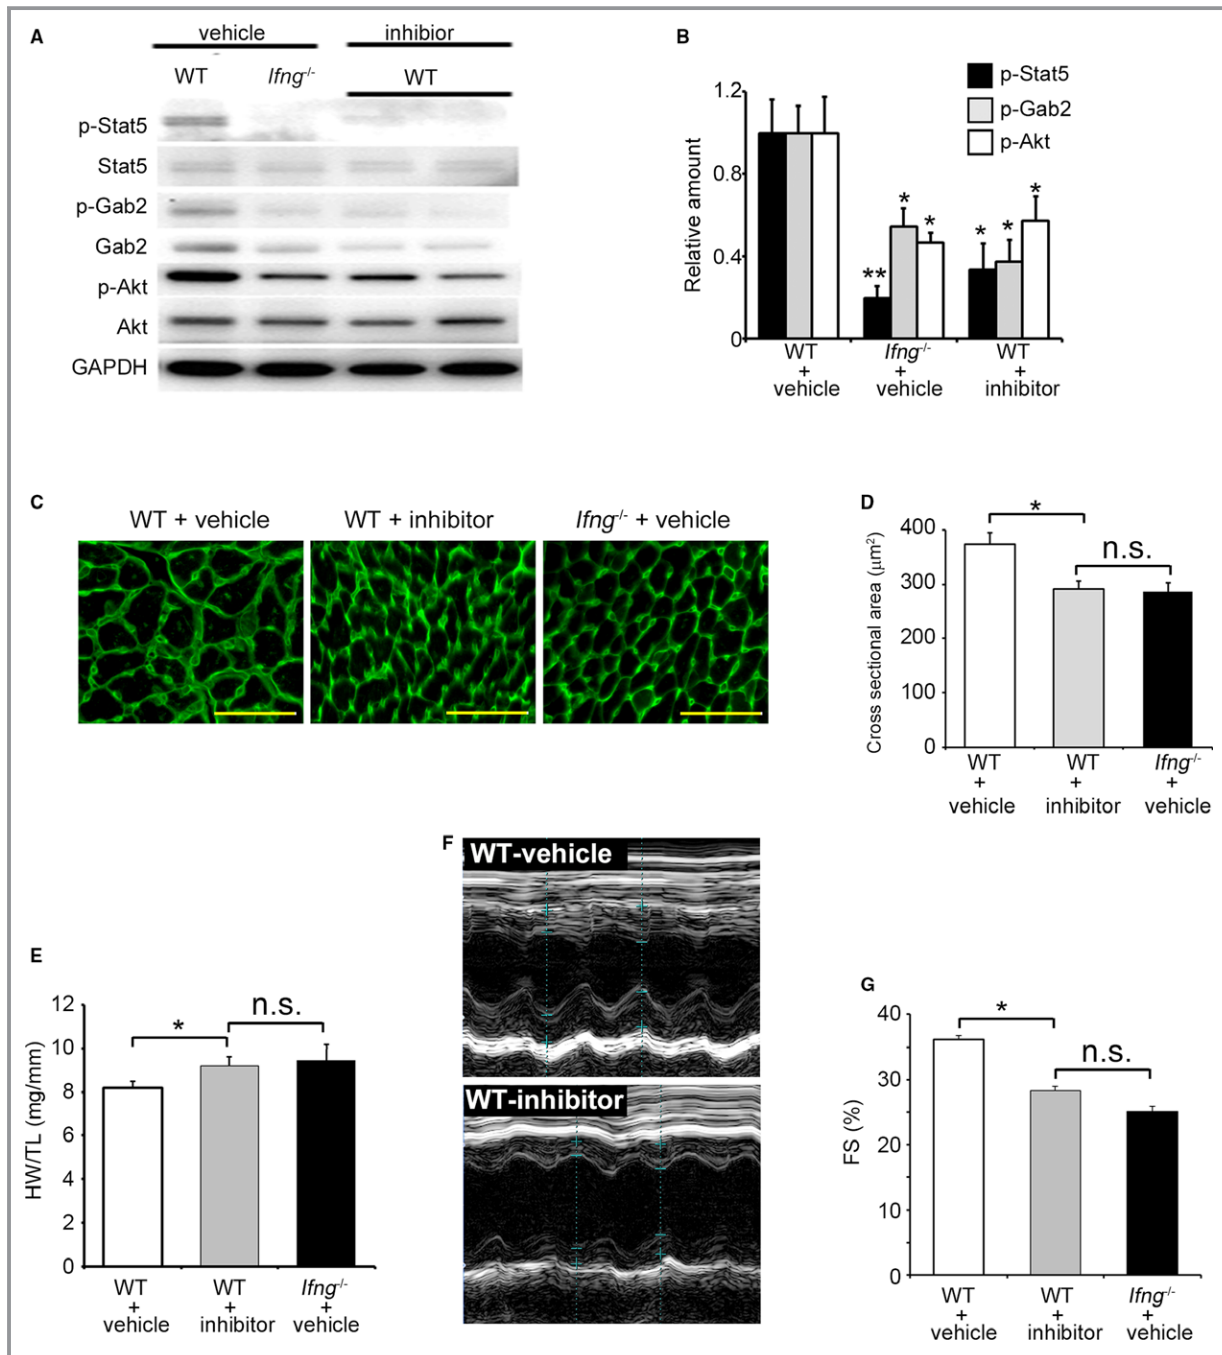 A
vehicle inhibior
WT Ifng-/- WT
p-Stat5
Stat5
p-Gab2
Gab2
p-Akt
Akt
GAPDH
B
p-Stat5
p-Gab2
p-Akt
Relative amount
1.2
0.8
0.4
0
** * *
* * *
WT Ifng-/- WT
+ + +
vehicle vehicle inhibitor
C
WT + vehicle WT + inhibitor Ifng-/- + vehicle
D
Cross sectional area (μm²)
400
300
200
100
0
*
n.s.
WT WT Ifng-/-
+ + +
vehicle inhibitor vehicle
E
HW/TL (mg/mm)
12
10
8
6
4
2
0
*
n.s.
WT WT Ifng-/-
+ + +
vehicle inhibitor vehicle
F
WT-vehicle
WT-inhibitor
G
FS (%)
40
30
20
10
0
*
n.s.
WT WT Ifng-/-
+ + +
vehicle inhibitor vehicle